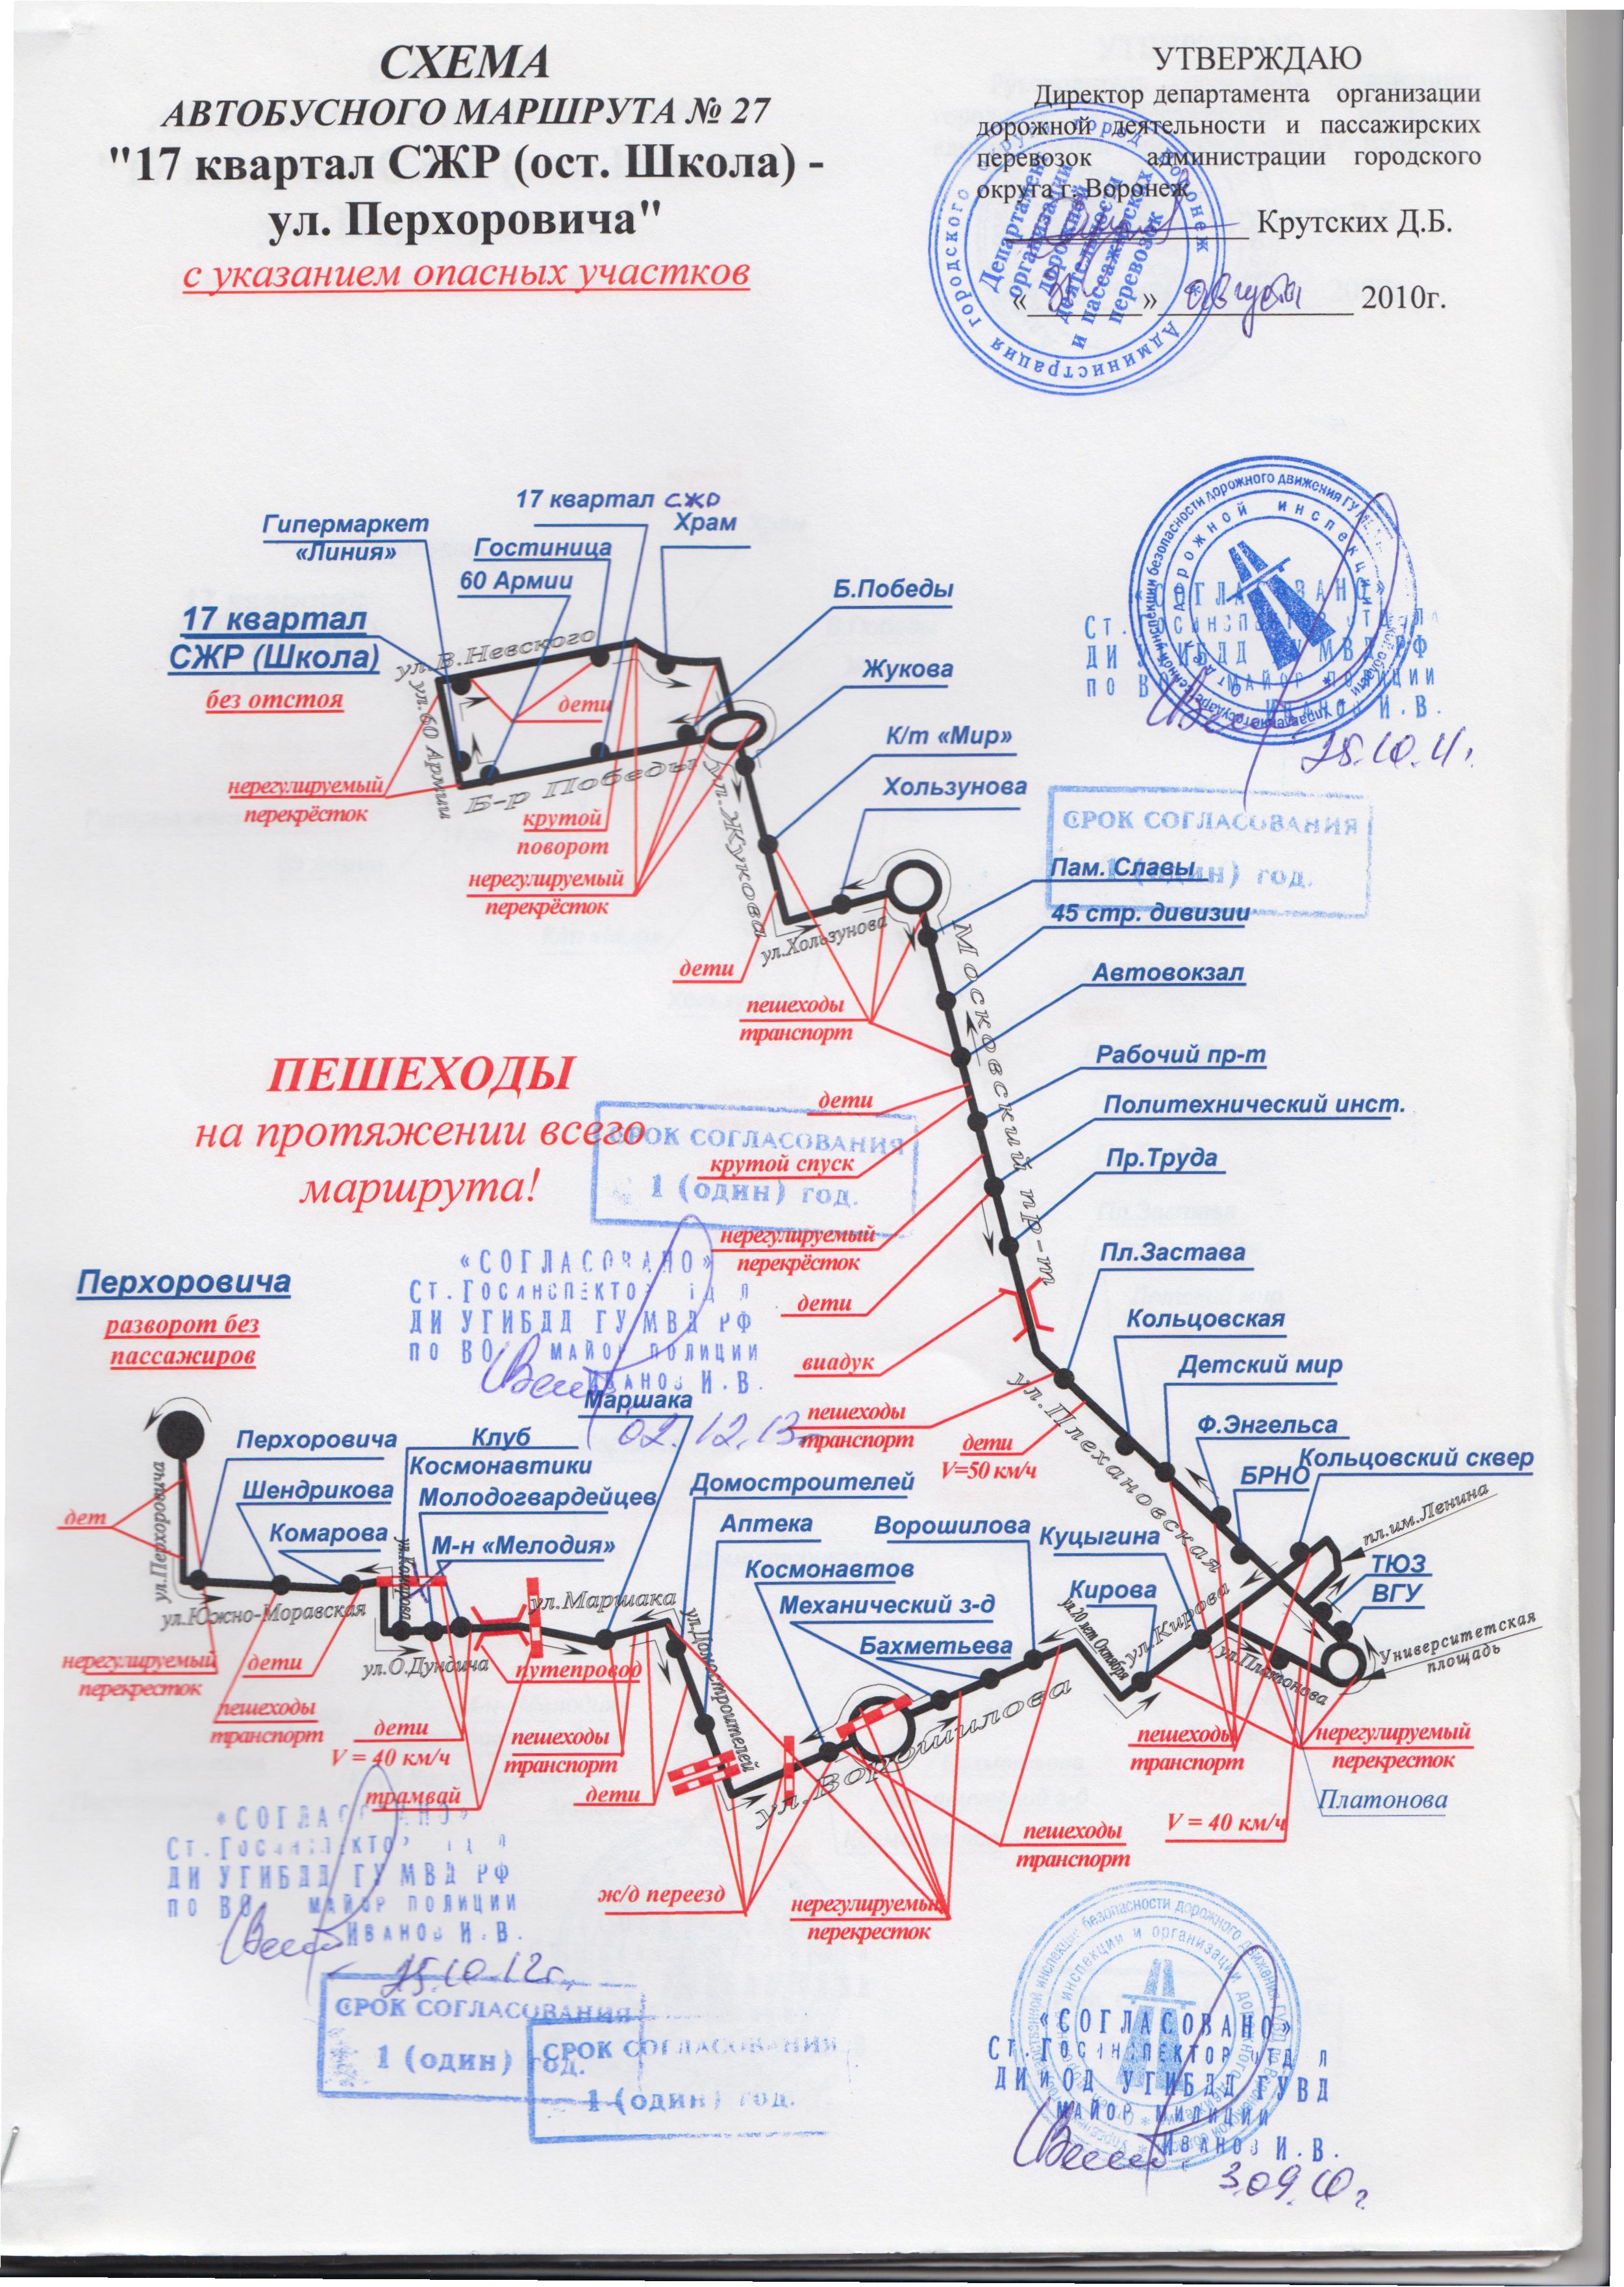 СХЕМА
АВТОБУСНОГО МАРШРУТА № 27
"17 квартал СЖР (ост. Школа) -
ул. Перхоровича"
с указанием опасных участков
УТВЕРЖДАЮ
Директор департамента организации
дорожной деятельности и пассажирских
перевозок администрации городского
округа г. Воронеж
Крутских Д.Б.
« » августа 2010г.
Администрация городского округа город Воронеж
Департамент
организации
дорожной
деятельности
и пассажирских
перевозок
17 квартал СЖР
Гипермаркет
«Линия»
Храм
Гостиница
60 Армии
Б.Победы
17 квартал
СЖР (Школа)
без отстоя
ул.В.Невского
ул.60 Армии
дети
Жукова
нерегулируемый
перекрёсток
Б-р Победы
крутой
поворот
нерегулируемый
перекрёсток
ул.Жукова
К/т «Мир»
Хользунова
«СОГЛАСОВАНО»
Ст.Госинспектор
ДИ УГИБДД ГУ МВД РФ
по ВО майор полиции
Иванов И.В.
25.10.11г.
СРОК СОГЛАСОВАНИЯ
1 (один) год.
Пам. Славы
45 стр. дивизии
ул.Хользунова
дети
Автовокзал
пешеходы
транспорт
Московский пр-т
Рабочий пр-т
ПЕШЕХОДЫ
на протяжении всего
маршрута!
дети
Политехнический инст.
СРОК СОГЛАСОВАНИЯ
1 (один) год.
крутой спуск
Пр.Труда
нерегулируемый
перекрёсток
Пл.Застава
«СОГЛАСОВАНО»
Ст.Госинспектор
ДИ УГИБДД ГУ МВД РФ
по ВО майор полиции
Иванов И.В.
02.12.13г.
дети
Перхоровича
разворот без
пассажиров
Кольцовская
виадук
Детский мир
ул.Плехановская
Маршака
пешеходы
транспорт
дети
V=50 км/ч
Ф.Энгельса
Перхоровича
Клуб
Космонавтики
Кольцовский сквер
БРНО
Шендрикова
Молодогвардейцев
Домостроителей
Комарова
М-н «Мелодия»
Аптека
Ворошилова
Куцыгина
пл.им.Ленина
дет
ул.Перхоровича
Космонавтов
ТЮЗ
ВГУ
Механический з-д
Кирова
Бахметьева
ул.Южно-Моравская
ул.Комарова
ул.Маршака
ул.Домостроителей
ул.20 лет Октября
ул.Кирова
ул.Платонова
Университетская
площадь
нерегулируемый
перекресток
дети
ул.О.Дундича
путепровод
пешеходы
транспорт
дети
V = 40 км/ч
пешеходы
транспорт
трамвай
дети
ул.Ворошилова
пешеходы
транспорт
нерегулируемый
перекресток
Платонова
V = 40 км/ч
пешеходы
транспорт
ж/д переезд
нерегулируемый
перекресток
«СОГЛАСОВАНО»
Ст.Госинспектор
ДИ УГИБДД ГУ МВД РФ
по ВО майор полиции
Иванов И.В.
25.10.12г.
СРОК СОГЛАСОВАНИЯ
1 (один) год.
СРОК СОГЛАСОВАНИЯ
1 (один) год.
«СОГЛАСОВАНО»
Ст.Госинспектор
ДИиОД УГИБДД ГУВД
майор милиции
Иванов И.В.
3.09.10г